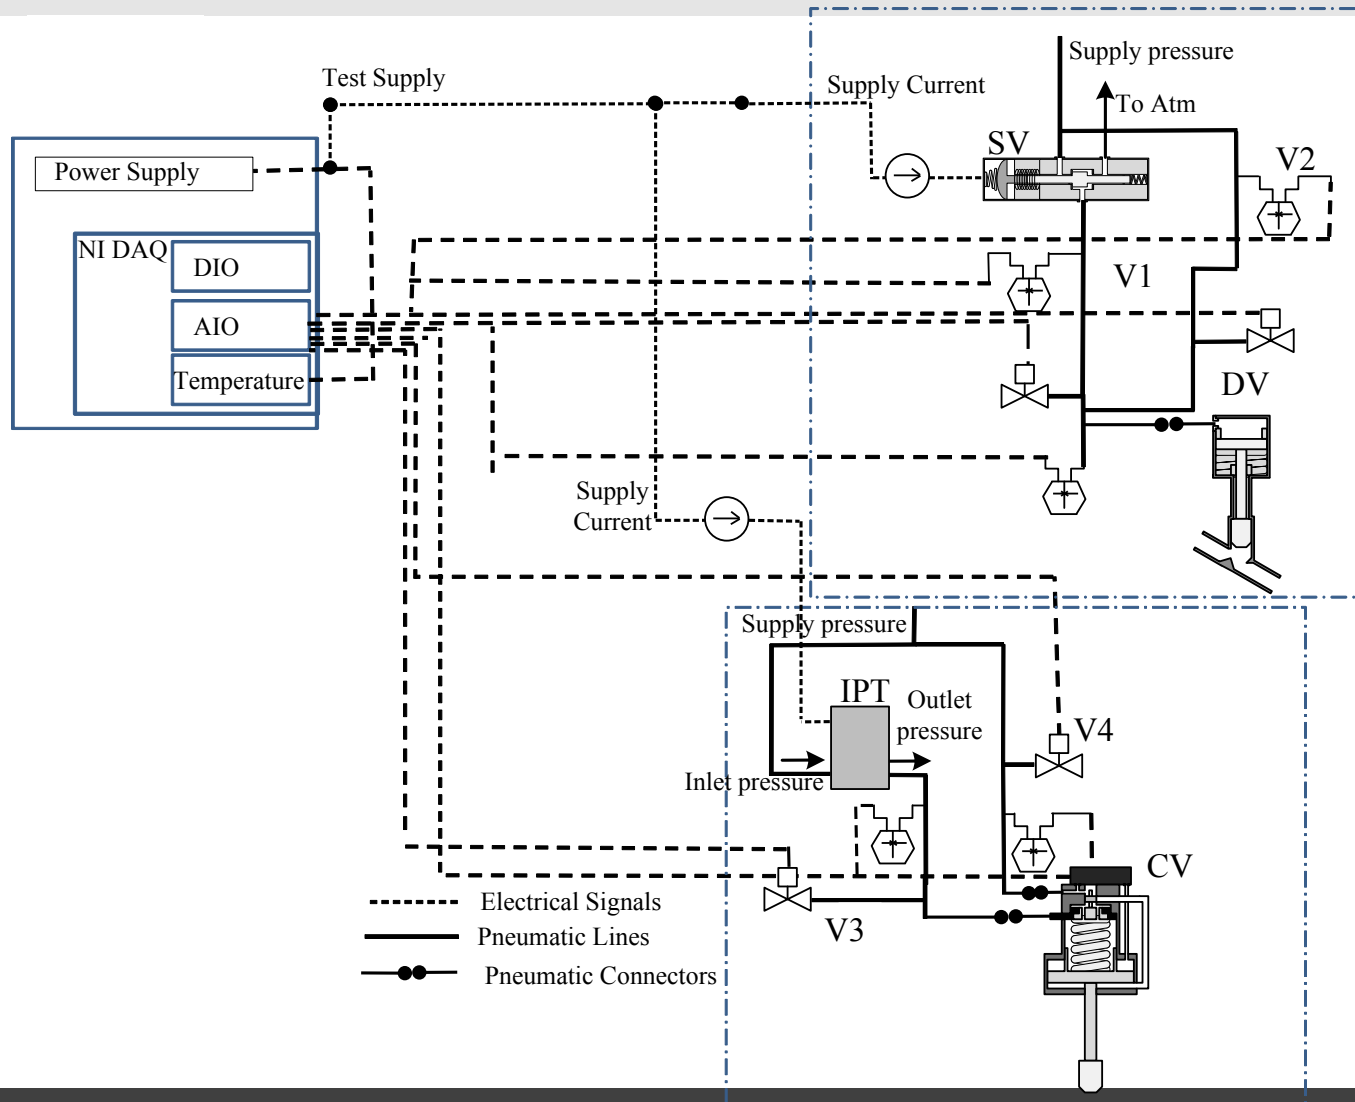 Supply pressure
Test Supply
Supply Current
To Atm
SV
V2
Power Supply
NI DAQ
DIO
V1
AIO
Temperature
DV
Supply
Current
Supply pressure
IPT
Outlet
pressure
V4
Inlet pressure
CV
Electrical Signals
V3
Pneumatic Lines
Pneumatic Connectors